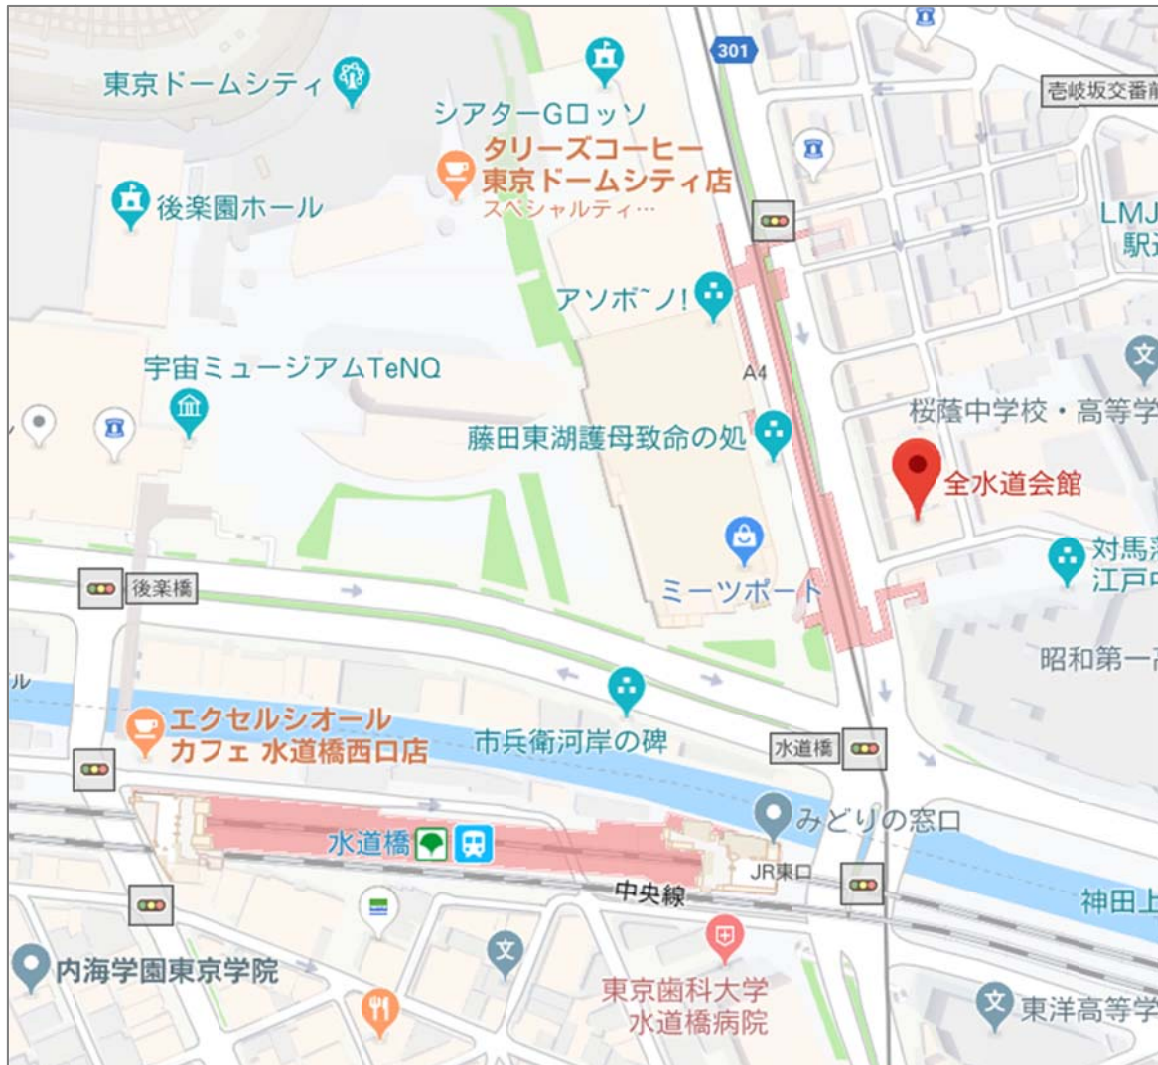 301
東京ドームシティ
シアターGロッソ
壱岐坂交番前
タリーズコーヒー
東京ドームシティ店
スペシャルティ…
後楽園ホール
LMJ
駅
アソボ~ノ!
宇宙ミュージアムTeNQ
A4
桜蔭中学校・高等学
藤田東湖護母致命の処
全水道会館
対馬
江戸
ミーツポート
後楽橋
昭和第一
ル
エクセルシオール
カフェ 水道橋西口店
市兵衛河岸の碑
水道橋
みどりの窓口
水道橋
JR東口
中央線
神田上
文
文
文
内海学園東京学院
東京歯科大学
水道橋病院
東洋高等学